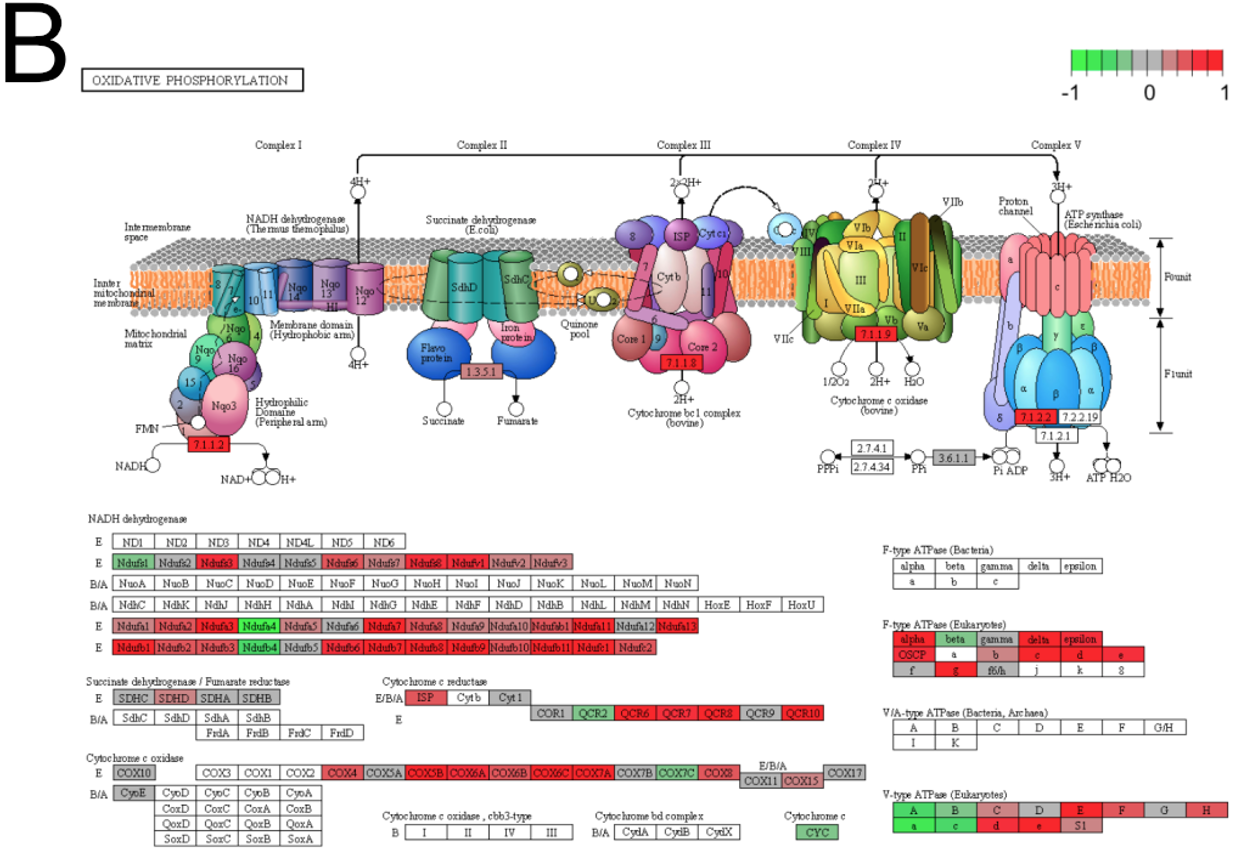 B
OXIDATIVE PHOSPHORYLATION
-1 0 1
Complex I Complex II Complex III Complex IV Complex V
4H+ 2×2H+ 2H+ 3H+
Intermembrane space
Innter mitochondrial membrane
Mitochondrial matrix
NADH dehydrogenase
(Thermus themophilus)
8 10 11 Nqo 14 Nqo 13 Nqo 12
HI
Membrane domain
(Hydrophobic arm)
Nqo 6 4
Nqo 9
Nqo 16
15 5
2 Nqo3
1
FMN
Hydrophilic
Domaine
(Peripheral arm)
7.1.1.2
NADH NAD+ H+
4H+
Succinate dehydrogenase
(E.coli)
SdhD SdhC
Flavo protein
Iron protein
1.3.5.1
Succinate Fumarate
Quinone pool
8 ISP Cyt c1
7 Cyt b 10
11
6
Core 1 9 Core 2
7.1.1.8
2H+
Cytochrome bc1 complex
(bovine)
IV VIb VIIb
VIII VIa II
III VIc
I VIIa
VIIc Vb Va
7.1.1.9
1/2O2 2H+ H2O
Cytochrome c oxidase
(bovine)
Proton channel
ATP synthase
(Escherichia coli)
a c
b γ ε
β β
α β α
δ
F0unit
F1unit
7.1.2.2 7.2.2.19
7.1.2.1
PPPi 2.7.4.1 PPi 3.6.1.1 Pi ADP 3H+ ATP H2O
2.7.4.34
NADH dehydrogenase
E ND1 ND2 ND3 ND4 ND4L ND5 ND6
E Ndufs1 Ndufs2 Ndufs3 Ndufs4 Ndufs5 Ndufs6 Ndufs7 Ndufs8 Ndufv1 Ndufv2 Ndufv3
B/A NuoA NuoB NuoC NuoD NuoE NuoF NuoG NuoH NuoI NuoJ NuoK NuoL NuoM NuoN
B/A NdhC NdhK NdhJ NdhH NdhA NdhI NdhG NdhE NdhF NdhD NdhB NdhL NdhM NdhN HoxE HoxF HoxU
E Ndufa1 Ndufa2 Ndufa3 Ndufa4 Ndufa5 Ndufa6 Ndufa7 Ndufa8 Ndufa9 Ndufa10 Ndufab1 Ndufa11 Ndufa12 Ndufa13
E Ndufb1 Ndufb2 Ndufb3 Ndufb4 Ndufb5 Ndufb6 Ndufb7 Ndufb8 Ndufb9 Ndufb10 Ndufb11 Ndufc1 Ndufc2
Succinate dehydrogenase / Fumarate reductase
E SDHC SDHD SDHA SDHB
B/A SdhC SdhD SdhA SdhB
FrdA FrdB FrdC FrdD
Cytochrome c reductase
E/B/A ISP Cytb Cyt1
E COR1 QCR2 QCR6 QCR7 QCR8 QCR9 QCR10
Cytochrome c oxidase
E COX10 COX3 COX1 COX2 COX4 COX5A COX5B COX6A COX6B COX6C COX7A COX7B COX7C COX8
E/B/A
COX11 COX15 COX17
B/A CyoE CyoD CyoC CyoB CyoA
CoxD CoxC CoxA CoxB
QoxD QoxC QoxB QoxA
SoxD SoxC SoxB SoxA
Cytochrome c oxidase, cbb3-type
B I II IV III
Cytochrome bd complex
B/A CydA CydB CydX
Cytochrome c
CYC
F-type ATPase (Bacteria)
alpha beta gamma delta epsilon
a b c
F-type ATPase (Eukaryotes)
alpha beta gamma delta epsilon
OSCP a b c d e
f g f6/h j k 8
V/A-type ATPase (Bacteria, Archaea)
A B C D E F G/H
I K
V-type ATPase (Eukaryotes)
A B C D E F G H
a c d e S1